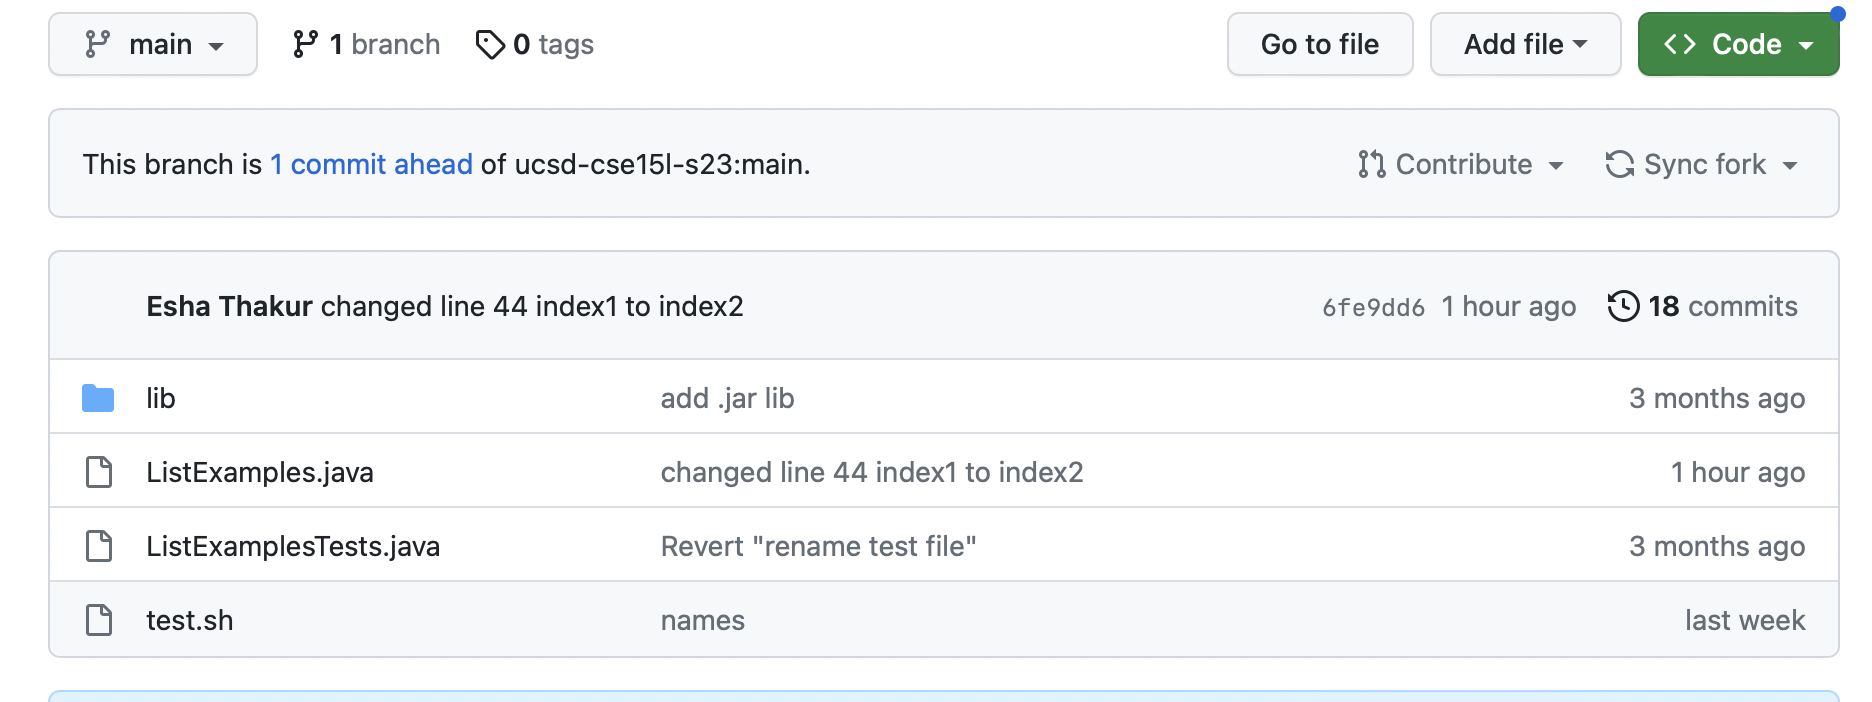 main 1 branch 0 tags Go to file Add file <> Code
This branch is 1 commit ahead of ucsd-cse15l-s23:main. Contribute Sync fork
Esha Thakur changed line 44 index1 to index2 6fe9dd6 1 hour ago 18 commits
lib add .jar lib 3 months ago
ListExamples.java changed line 44 index1 to index2 1 hour ago
ListExamplesTests.java Revert "rename test file" 3 months ago
test.sh names last week